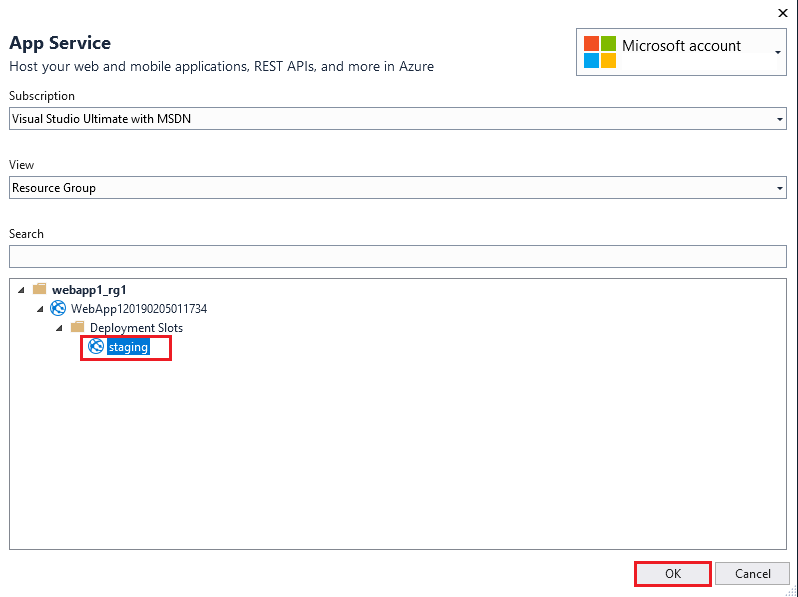 App Service
Host your web and mobile applications, REST APIs, and more in Azure
Microsoft account
Subscription
Visual Studio Ultimate with MSDN
View
Resource Group
Search
webapp1_rg1
WebApp120190205011734
Deployment Slots
staging
OK
Cancel